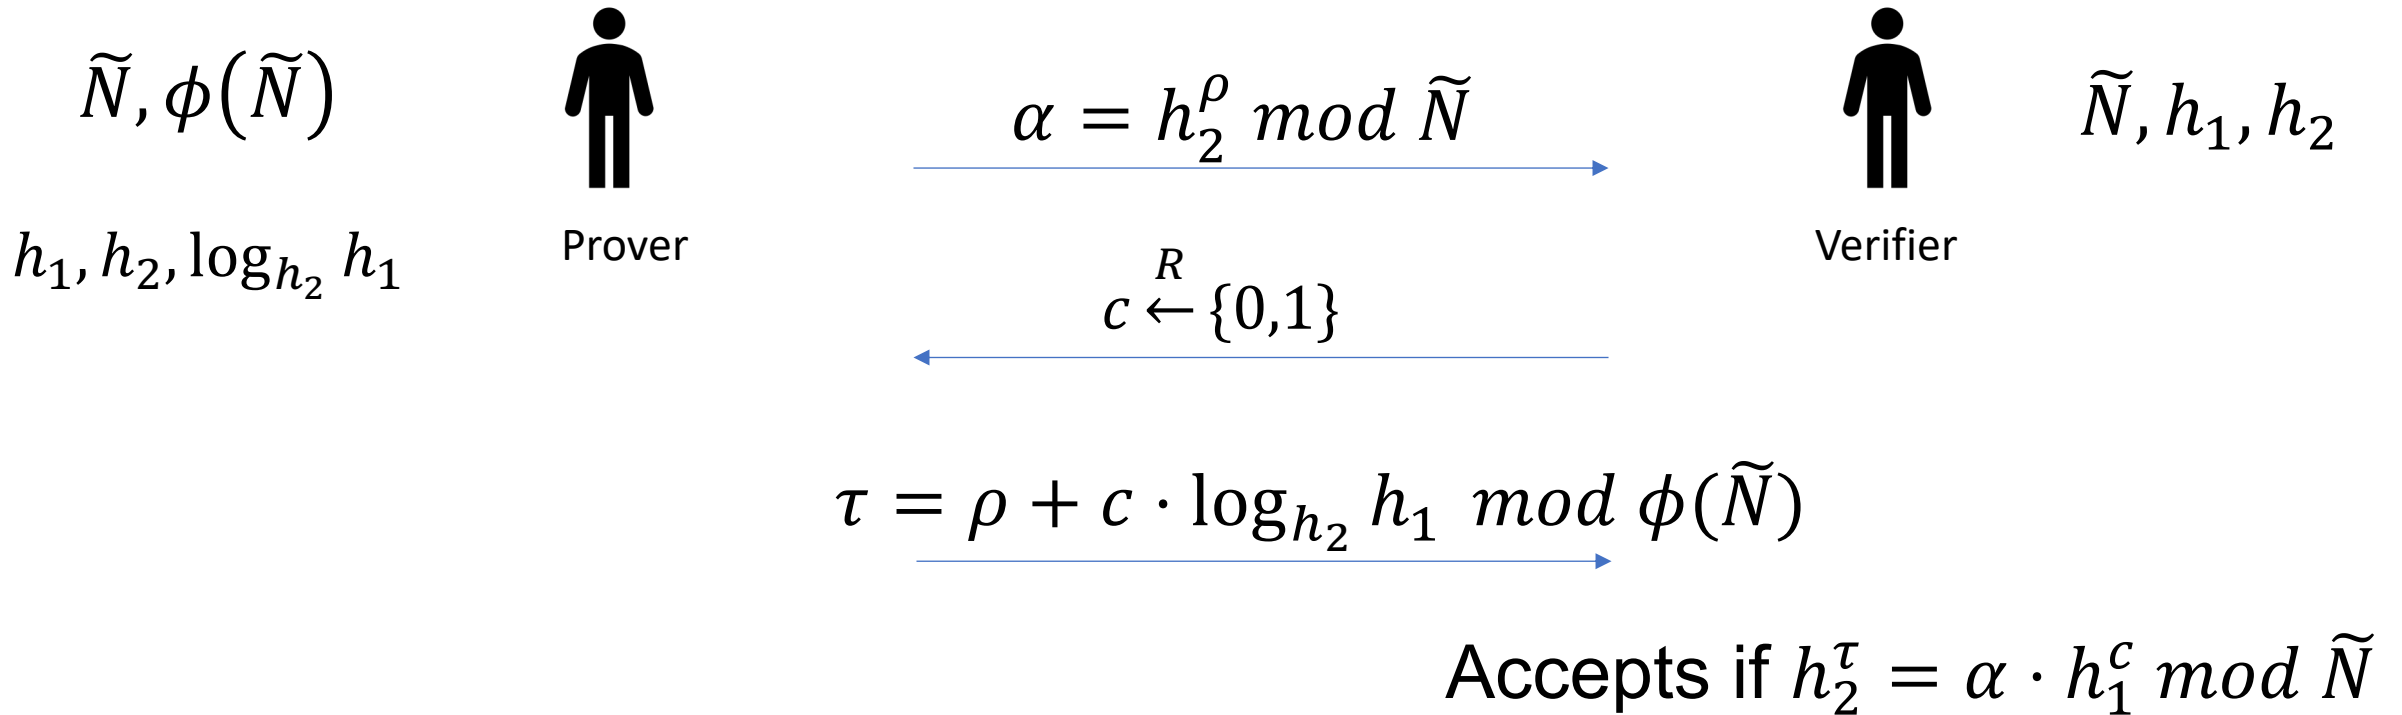 Ñ, ϕ(Ñ)
h₁, h₂, log_{h₂} h₁
Prover
α = h₂^ρ mod Ñ
c ←^R {0,1}
τ = ρ + c · log_{h₂} h₁ mod ϕ(Ñ)
Verifier
Ñ, h₁, h₂
Accepts if h₂^τ = α · h₁^c mod Ñ